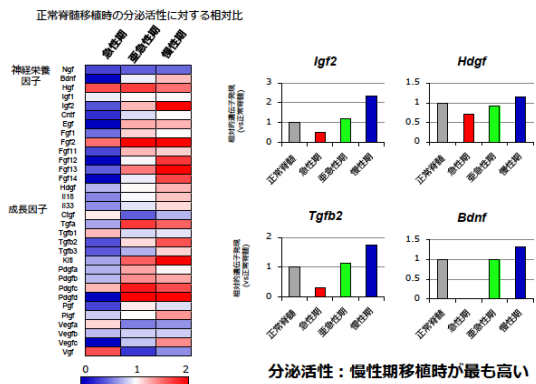 正常脊髄移植時の分泌活性に対する相対比
急性期
亜急性期
慢性期
神経栄養
因子
Ngf
Bdnf
Hgf
Igf1
Igf2
Cntf
Egf
Fgf1
Fgf2
Fgf11
Fgf12
Fgf13
Fgf14
Hdgf
Il18
Il33
成長因子
Ctgf
Tgfa
Tgfb1
Tgfb2
Tgfb3
Kitl
Pdgfa
Pdgfb
Pdgfc
Pdgfd
Pgf
Plgf
Vegfa
Vegfb
Vegfc
Vgf
0 1 2
Igf2
相対的遺伝子発現
(vs正常脊髄)
3
2
1
0
正常脊髄 急性期 亜急性期 慢性期
Hdgf
1.5
1
0.5
0
正常脊髄 急性期 亜急性期 慢性期
Tgfb2
相対的遺伝子発現
(vs正常脊髄)
2
1
0
正常脊髄 急性期 亜急性期 慢性期
Bdnf
1.5
1
0.5
0
正常脊髄 急性期 亜急性期 慢性期
分泌活性：慢性期移植時が最も高い